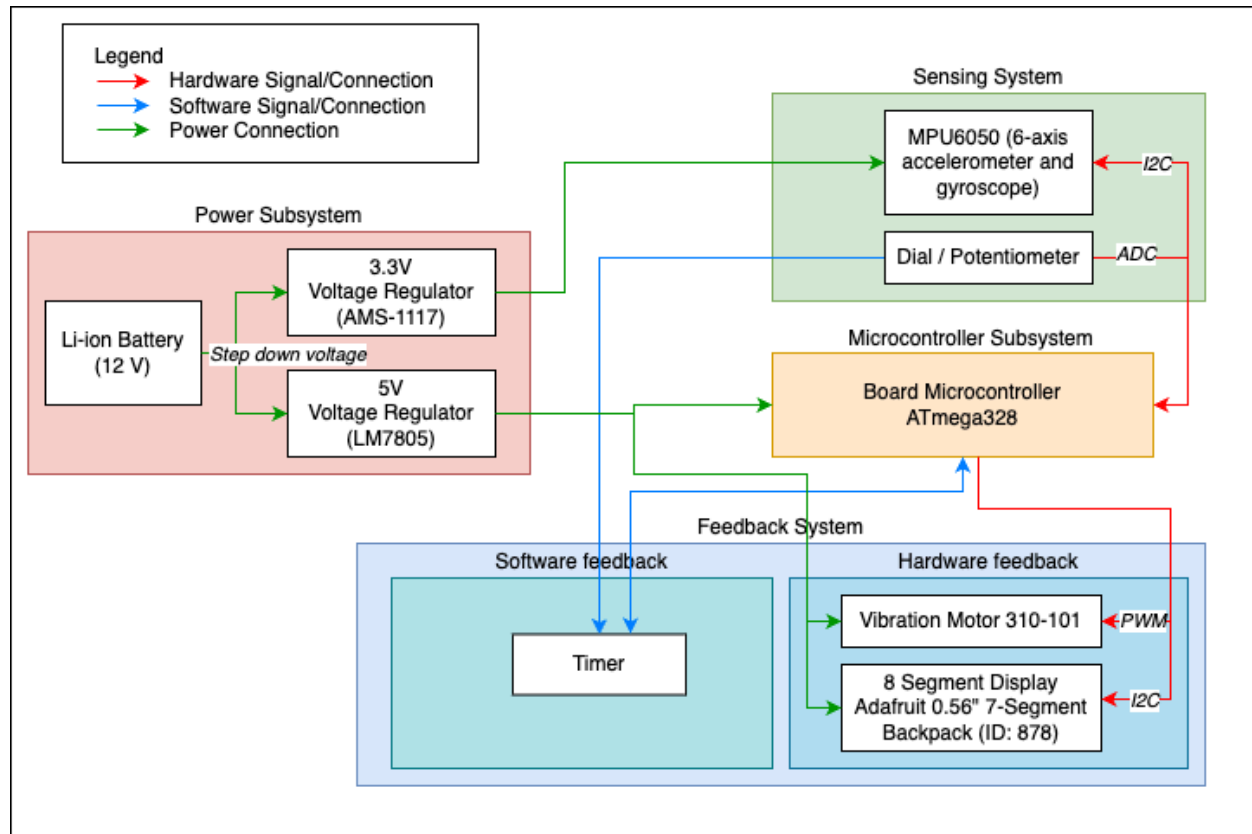 Legend
Hardware Signal/Connection
Software Signal/Connection
Power Connection
Sensing System
MPU6050 (6-axis
accelerometer and
gyroscope)
I2C
Dial / Potentiometer
ADC
Power Subsystem
Li-ion Battery
(12 V)
Step down voltage
3.3V
Voltage Regulator
(AMS-1117)
5V
Voltage Regulator
(LM7805)
Microcontroller Subsystem
Board Microcontroller
ATmega328
Feedback System
Software feedback
Timer
Hardware feedback
Vibration Motor 310-101
PWM
8 Segment Display
Adafruit 0.56" 7-Segment
Backpack (ID: 878)
I2C